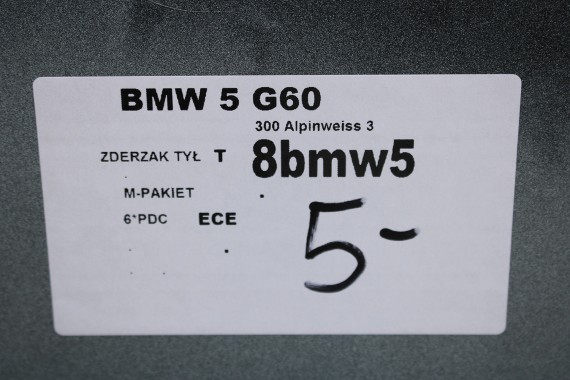 BMW 5 G60
300 Alpinweiss 3
ZDERZAK TYŁ T 8bmw5
M-PAKIET
6*PDC ECE
5-